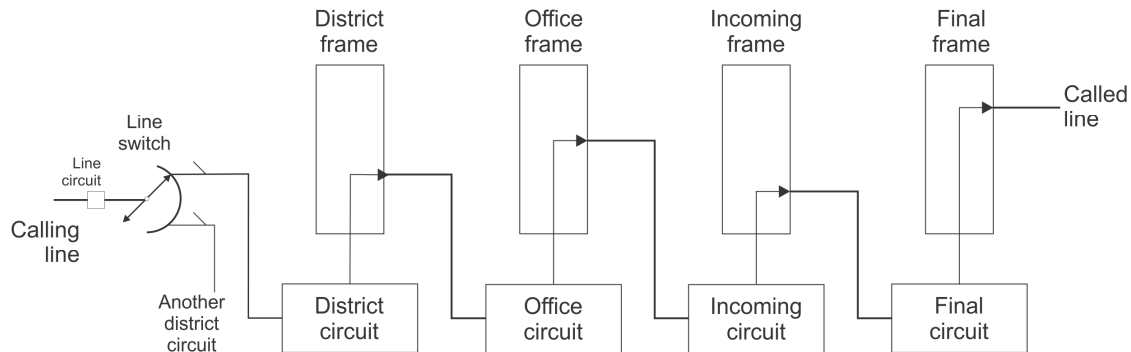 District
frame
Office
frame
Incoming
frame
Final
frame
Called
line
Line
switch
Line
circuit
Calling
line
Another
district
circuit
District
circuit
Office
circuit
Incoming
circuit
Final
circuit